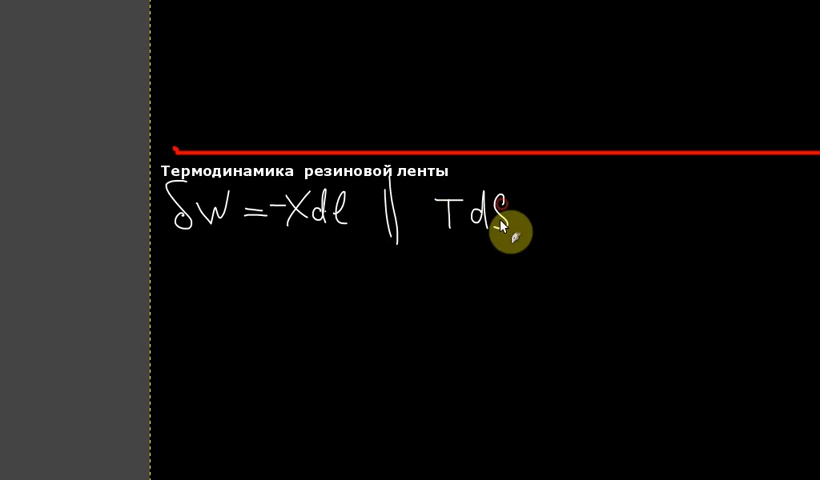 Термодинамика резиновой ленты
δW = -Xdℓ || TdS